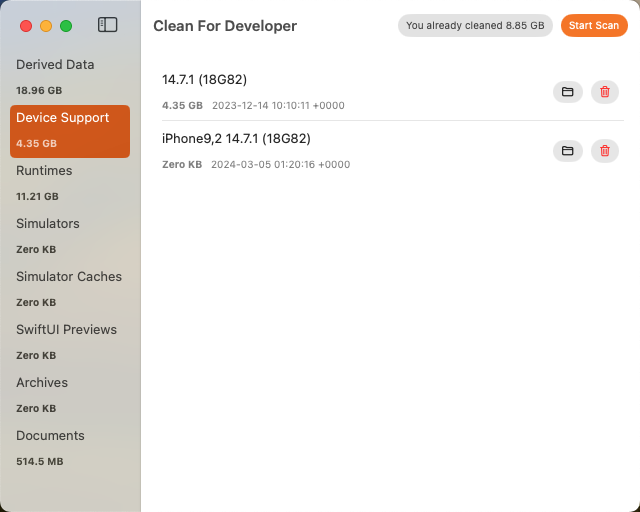 Clean For Developer
You already cleaned 8.85 GB
Start Scan
Derived Data
18.96 GB
Device Support
4.35 GB
Runtimes
11.21 GB
Simulators
Zero KB
Simulator Caches
Zero KB
SwiftUI Previews
Zero KB
Archives
Zero KB
Documents
514.5 MB
14.7.1 (18G82)
4.35 GB 2023-12-14 10:10:11 +0000
iPhone9,2 14.7.1 (18G82)
Zero KB 2024-03-05 01:20:16 +0000